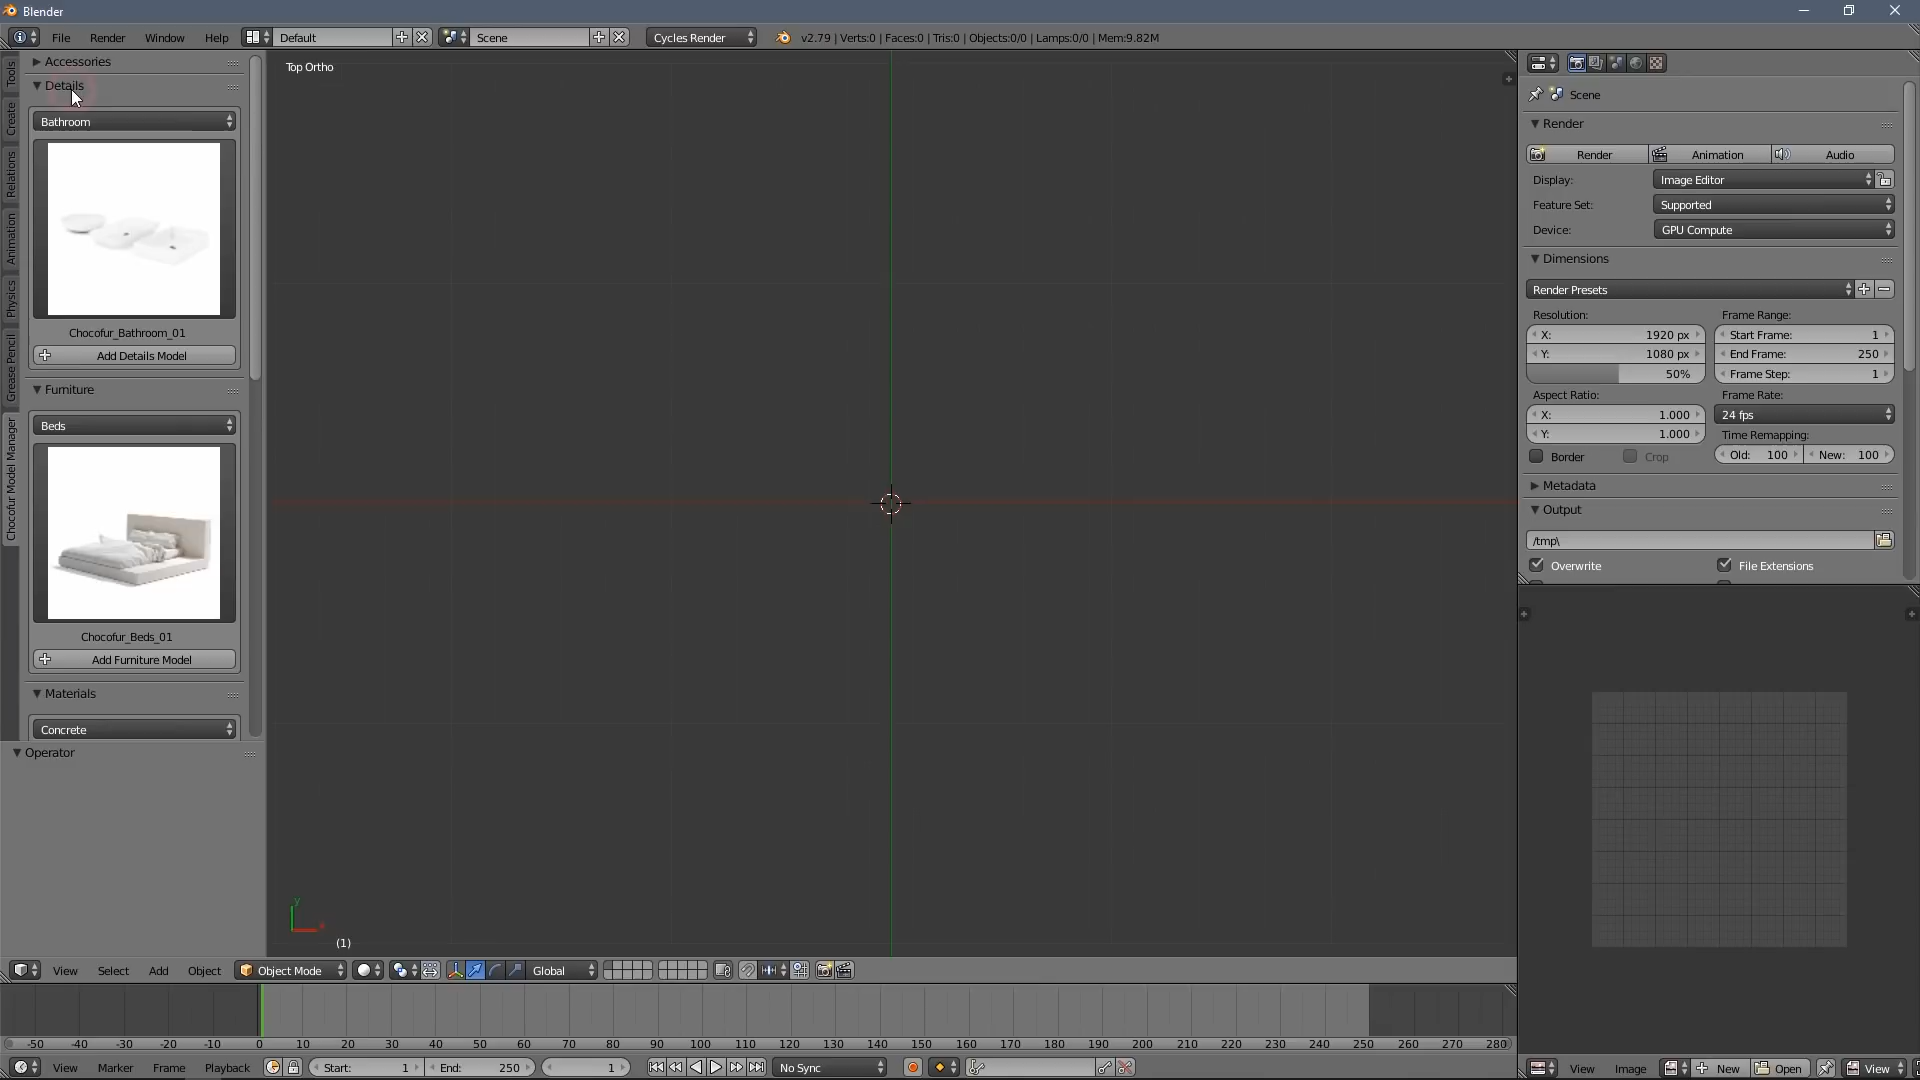 Blender
File Render Window Help Default Scene Cycles Render v2.79 | Verts:0 | Faces:0 | Tris:0 | Objects:0/0 | Lamps:0/0 | Mem:9.82M
Tools
Create
Relations
Animation
Physics
Grease Pencil
Chocofur Model Manager
Accessories
Details
Bathroom
Chocofur_Bathroom_01
Add Details Model
Furniture
Beds
Chocofur_Beds_01
Add Furniture Model
Materials
Concrete
Operator
Top Ortho
y
x
(1)
View Select Add Object Object Mode Global
-50 -40 -30 -20 -10 0 10 20 30 40 50 60 70 80 90 100 110 120 130 140 150 160 170 180 190 200 210 220 230 240 250 260 270 280
View Marker Frame Playback Start: 1 End: 250 1 No Sync
Scene
Render
Render Animation Audio
Display: Image Editor
Feature Set: Supported
Device: GPU Compute
Dimensions
Render Presets
Resolution: Frame Range:
X: 1920 px Start Frame: 1
Y: 1080 px End Frame: 250
50% Frame Step: 1
Aspect Ratio: Frame Rate:
X: 1.000 24 fps
Y: 1.000 Time Remapping:
Border Crop Old: 100 New: 100
Metadata
Output
/tmp\
Overwrite File Extensions
View Image New Open View